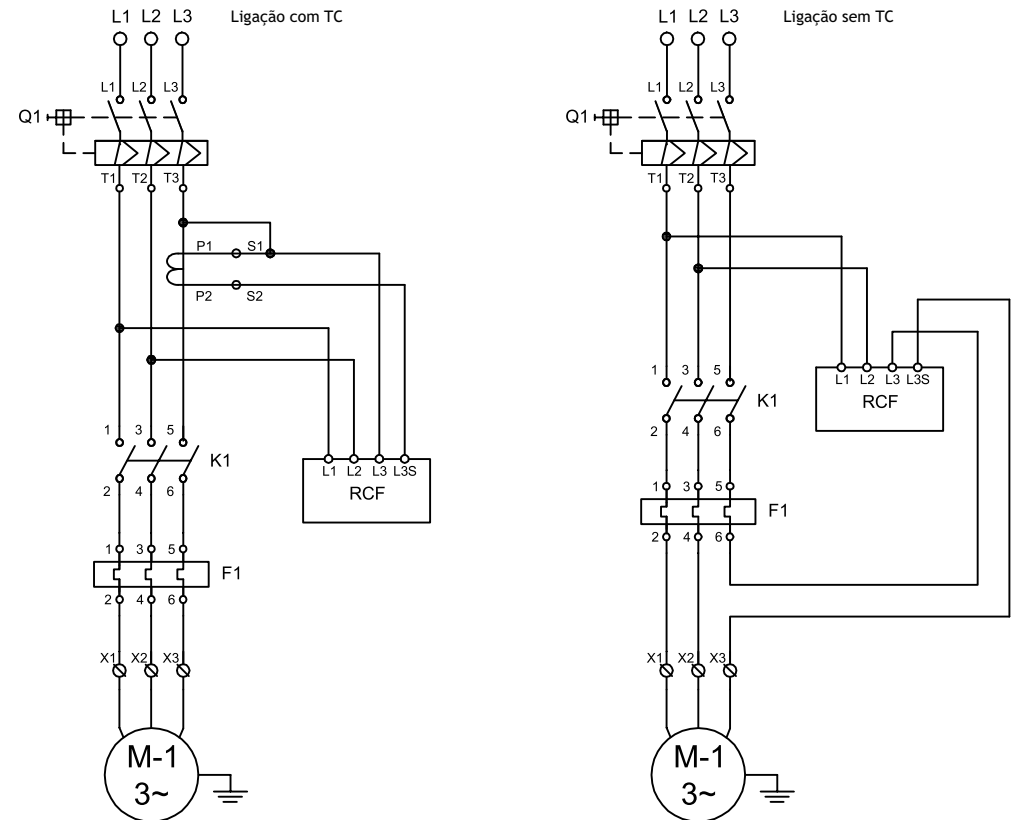 L1 L2 L3 Ligação com TC
L1 L2 L3
Q1
T1 T2 T3
P1 S1
P2 S2
1 3 5
K1
2 4 6
L1 L2 L3 L3S
RCF
1 3 5
F1
2 4 6
X1 X2 X3
M-1
3~
L1 L2 L3 Ligação sem TC
L1 L2 L3
Q1
T1 T2 T3
1 3 5
K1
2 4 6
L1 L2 L3 L3S
RCF
1 3 5
F1
2 4 6
X1 X2 X3
M-1
3~